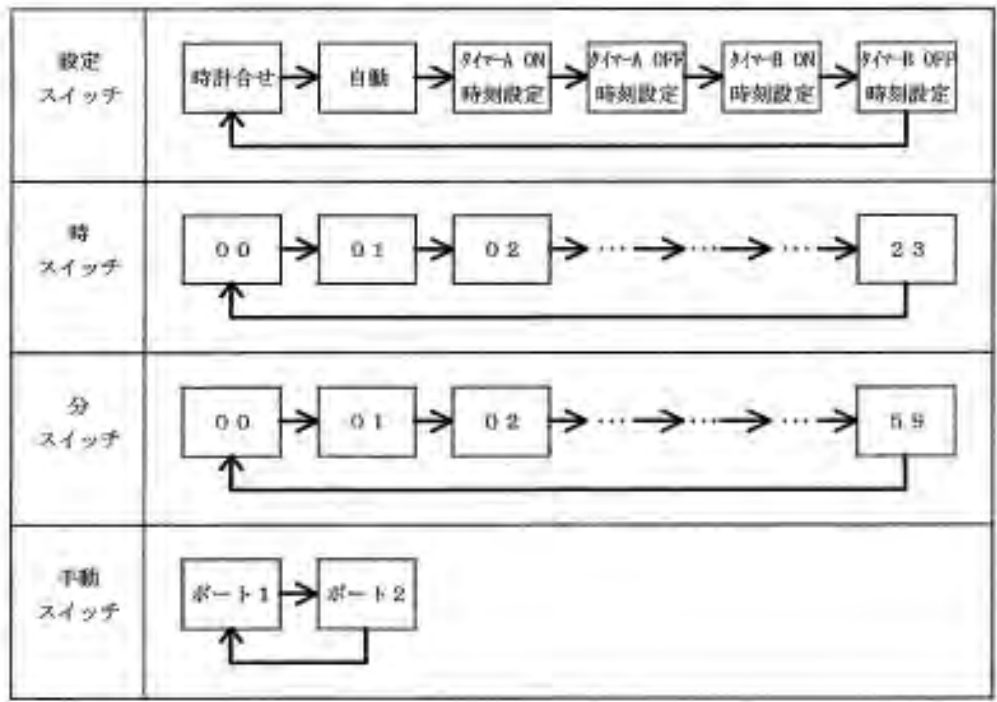 設定
スイッチ
時計合せ
自動
タイマーA ON
時刻設定
タイマーA OFF
時刻設定
タイマーB ON
時刻設定
タイマーB OFF
時刻設定
時
スイッチ
00
01
02
… … …
23
分
スイッチ
00
01
02
… … …
59
手動
スイッチ
ポート1
ポート2